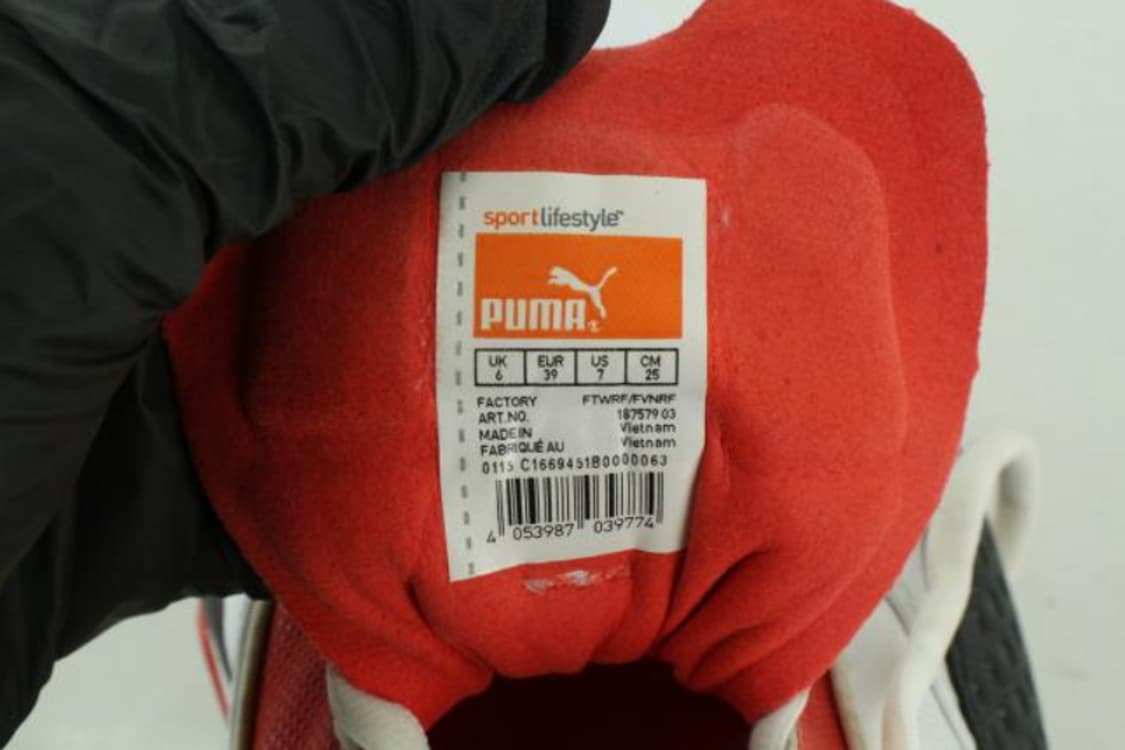 sportlifestyle™
PUMA
UK EUR US CM
6 39 7 25
FACTORY FTWRF/FVNRF
ART.NO. 187579 03
MADE IN Vietnam
FABRIQUÉ AU Vietnam
0115 C1669451B0000063
4 053987 039774